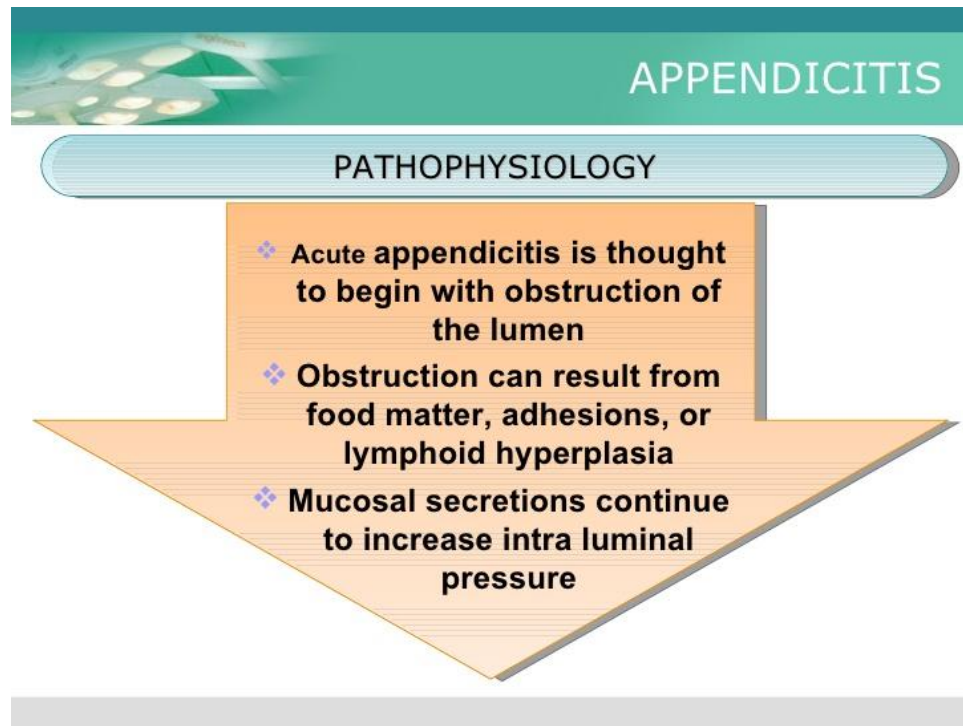 APPENDICITIS
PATHOPHYSIOLOGY
Acute appendicitis is thought
to begin with obstruction of
the lumen
Obstruction can result from
food matter, adhesions, or
lymphoid hyperplasia
Mucosal secretions continue
to increase intra luminal
pressure